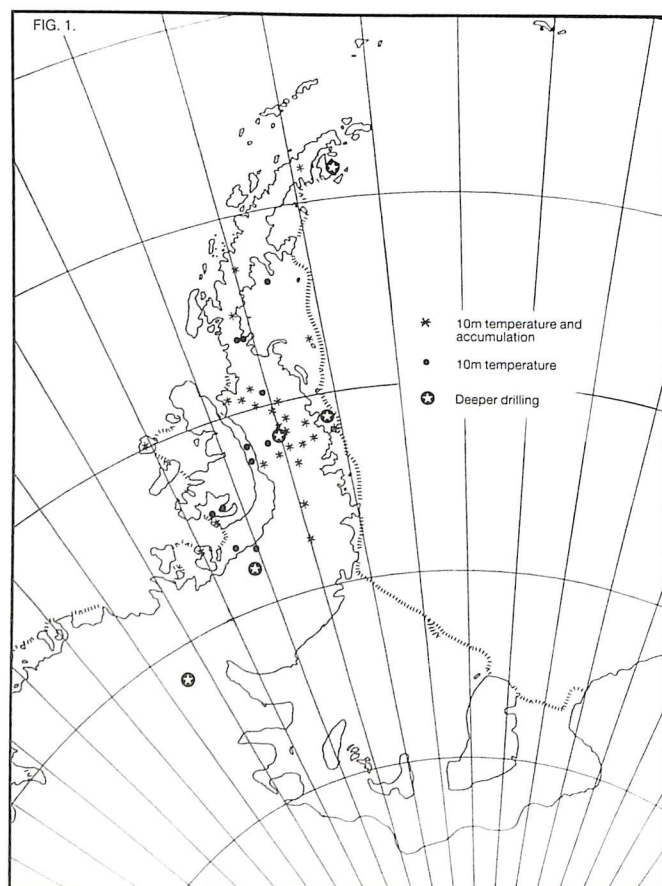 FIG. 1.
10m temperature and
accumulation
10m temperature
Deeper drilling